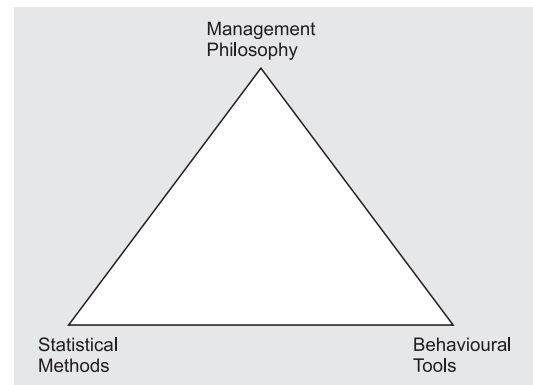 Management
Philosophy
Statistical
Methods
Behavioural
Tools